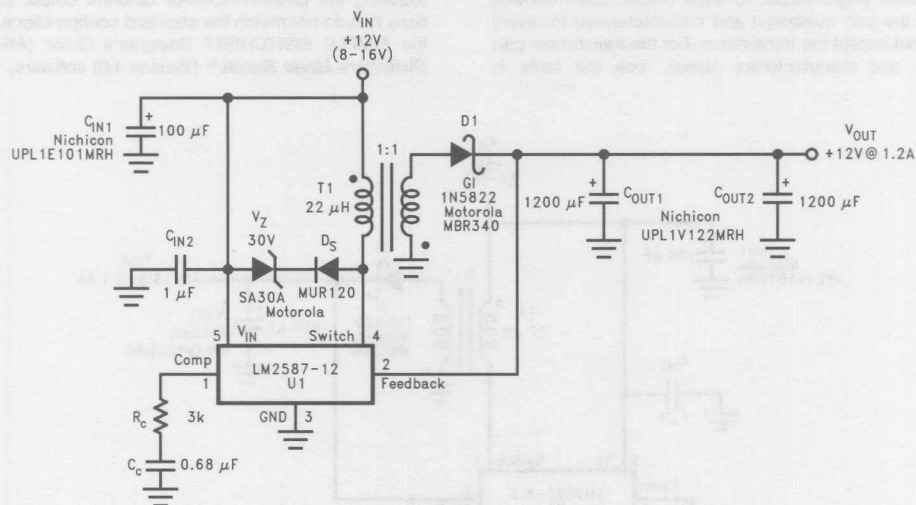 V_IN
+12V
(8-16V)
C_IN1
Nichicon
UPL1E101MRH
+
100 μF
D1
GI
1N5822
Motorola
MBR340
V_OUT
+12V@ 1.2A
1:1
T1
22 μH
+
1200 μF
C_OUT1
C_OUT2
+
1200 μF
Nichicon
UPL1V122MRH
C_IN2
1 μF
V_Z
30V
SA30A
D_S
MUR120
Motorola
5
V_IN
Switch
4
Comp
1
LM2587-12
U1
2
Feedback
GND
3
R_c
3k
C_c
0.68 μF